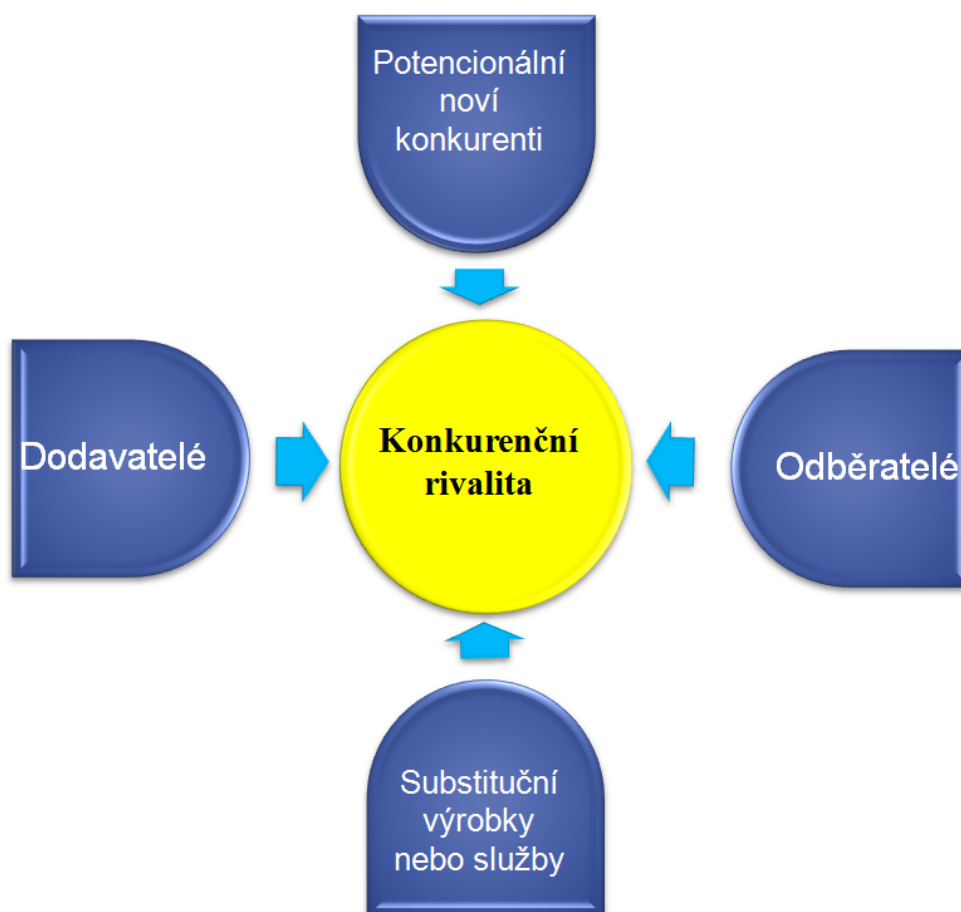 Potencionální
noví
konkurenti
Dodavatelé
Konkurenční
rivalita
Odběratelé
Substituční
výrobky
nebo služby